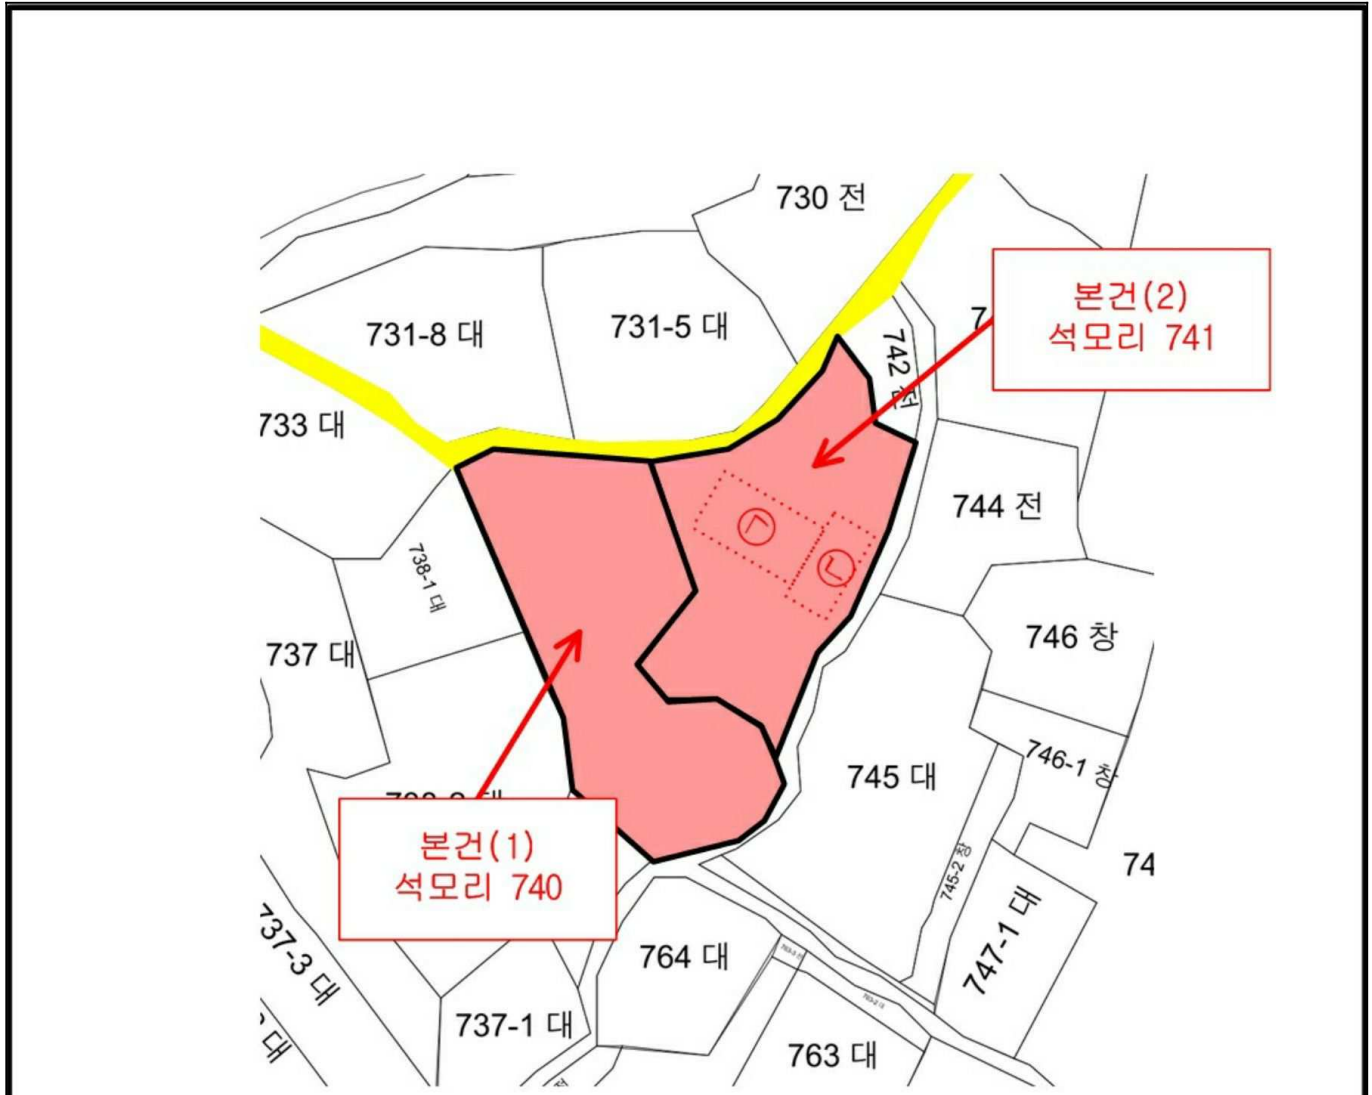 730 전
본건(2)
석모리 741
731-8 대
731-5 대
742 전
7
733 대
744 전
738-1 대
ㄱ
ㄴ
737 대
746 창
746-1 창
745 대
본건(1)
석모리 740
745-2 창
74
747-1 대
737-3 대
764 대
737-1 대
763 대
대